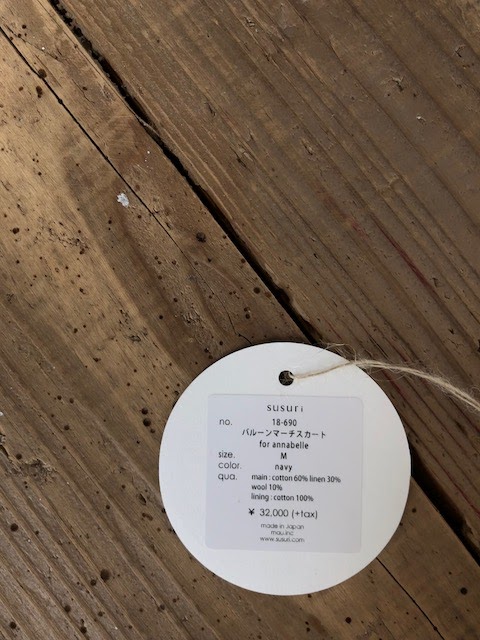 susuri
no. 18-690
バルーンマーチスカート
for annabelle
size. M
color. navy
qua. main : cotton 60% linen 30%
wool 10%
lining : cotton 100%
¥ 32,000 (+tax)
made in Japan
mau.inc
www.susuri.com